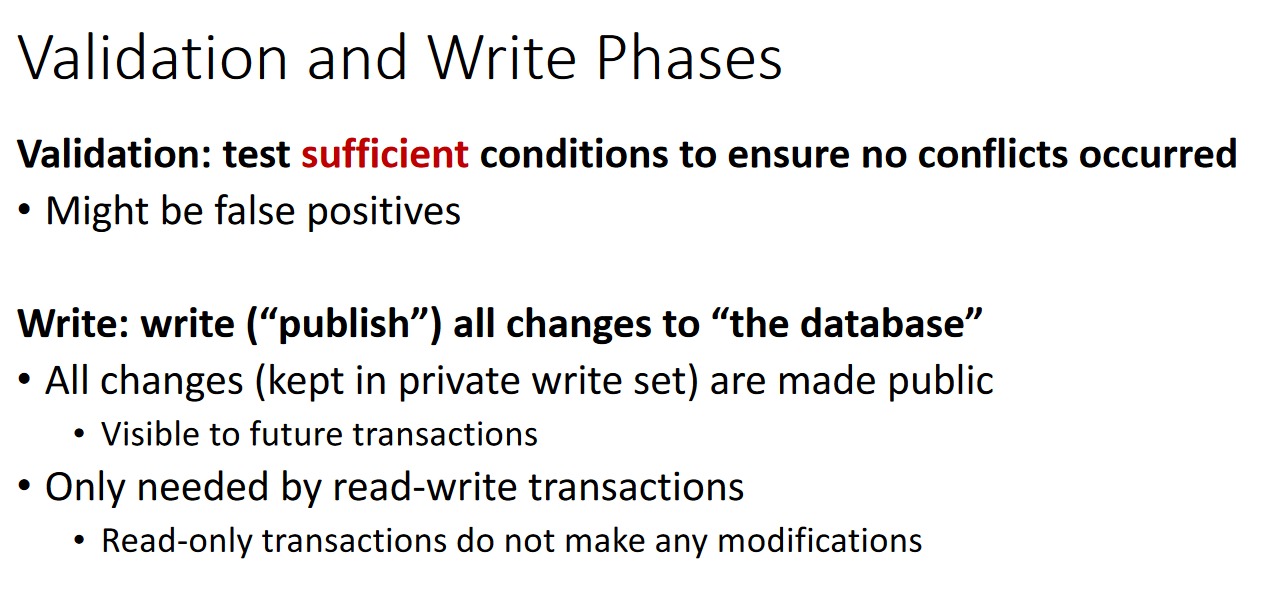 Validation and Write Phases
Validation: test sufficient conditions to ensure no conflicts occurred
• Might be false positives
Write: write (“publish”) all changes to “the database”
• All changes (kept in private write set) are made public
• Visible to future transactions
• Only needed by read-write transactions
• Read-only transactions do not make any modifications